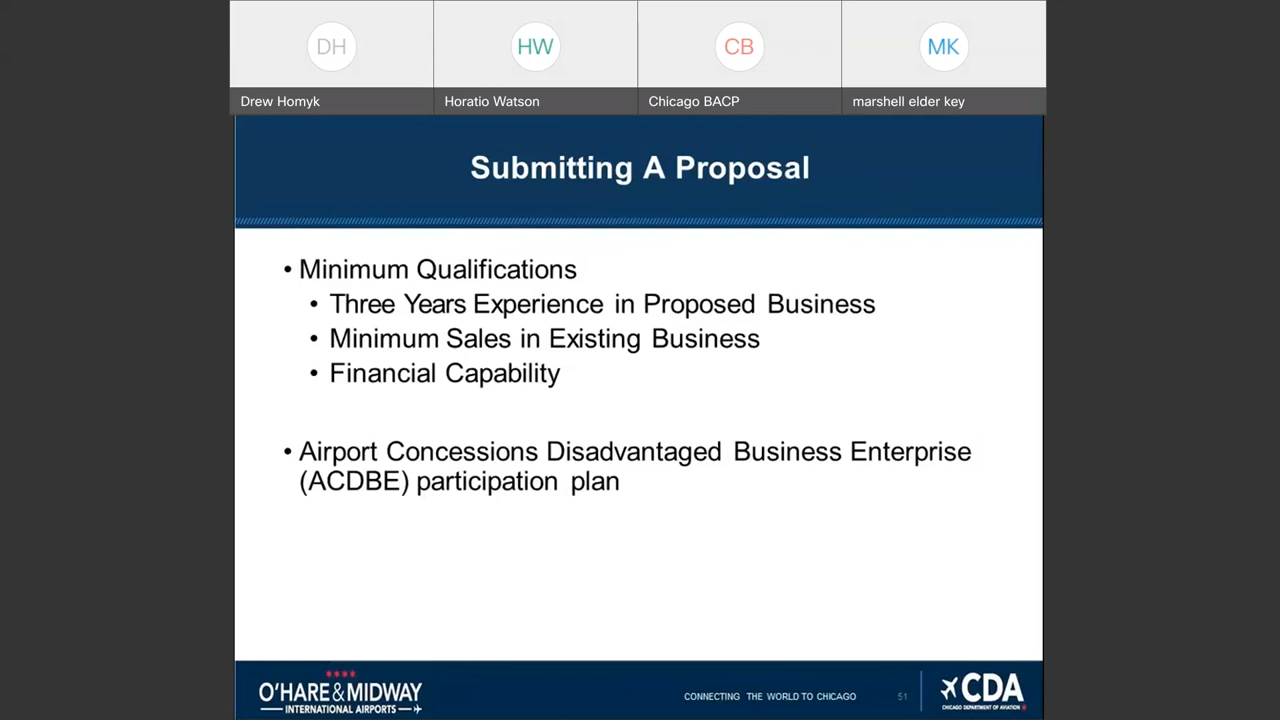 DH
HW
CB
MK
Drew Homyk
Horatio Watson
Chicago BACP
marshell elder key
Submitting A Proposal
• Minimum Qualifications
• Three Years Experience in Proposed Business
• Minimum Sales in Existing Business
• Financial Capability
• Airport Concessions Disadvantaged Business Enterprise
(ACDBE) participation plan
O'HARE & MIDWAY
INTERNATIONAL AIRPORTS
CONNECTING THE WORLD TO CHICAGO
51
CDA
CHICAGO DEPARTMENT OF AVIATION